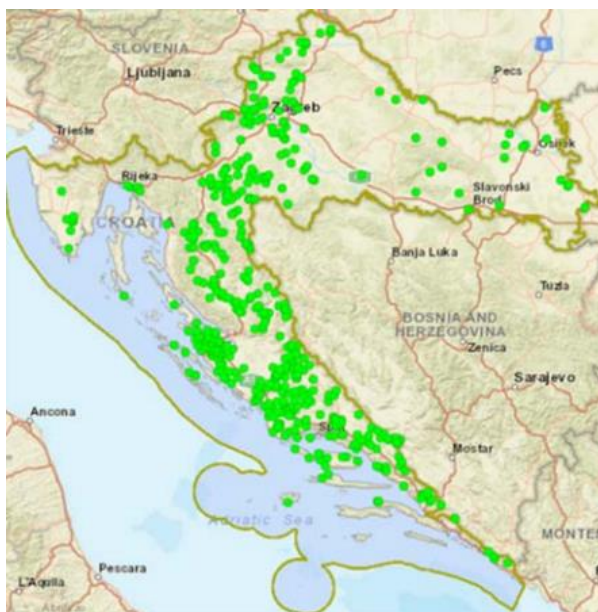 SLOVENIA
Ljubljana
Pecs
Zagreb
Trieste
Osijek
Rijeka
Slavonski
Brod
CROATIA
Banja Luka
Tuzla
BOSNIA AND
HERZEGOVINA
Zenica
Sarajevo
Ancona
Split
Mostar
Adriatic Sea
MONTEN
Pescara
L'Aquila